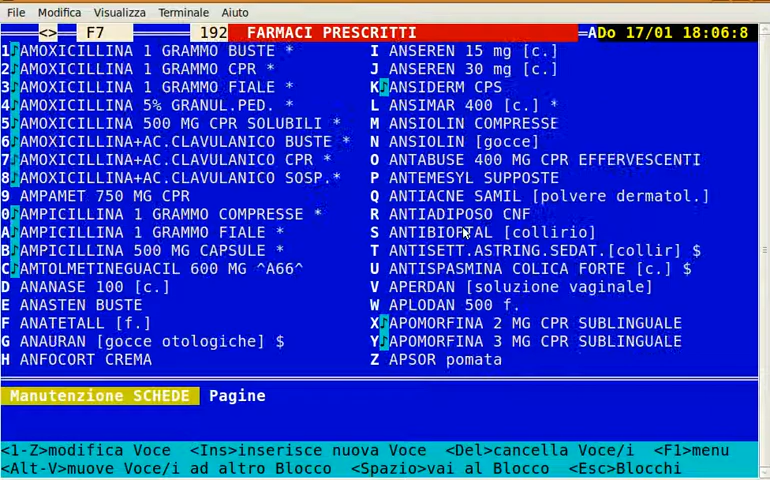 File Modifica Visualizza Terminale Aiuto
<> F7 192 FARMACI PRESCRITTI =ADo 17/01 18:06:8
1♪AMOXICILLINA 1 GRAMMO BUSTE *
2♪AMOXICILLINA 1 GRAMMO CPR *
3♪AMOXICILLINA 1 GRAMMO FIALE *
4♪AMOXICILLINA 5% GRANUL.PED. *
5♪AMOXICILLINA 500 MG CPR SOLUBILI *
6♪AMOXICILLINA+AC.CLAVULANICO BUSTE *
7♪AMOXICILLINA+AC.CLAVULANICO CPR *
8♪AMOXICILLINA+AC.CLAVULANICO SOSP.*
9 AMPAMET 750 MG CPR
0♪AMPICILLINA 1 GRAMMO COMPRESSE *
A♪AMPICILLINA 1 GRAMMO FIALE *
B♪AMPICILLINA 500 MG CAPSULE *
C♪AMTOLMETINEGUACIL 600 MG ^A66^
D ANANASE 100 [c.]
E ANASTEN BUSTE
F ANATETALL [f.]
G ANAURAN [gocce otologiche] $
H ANFOCORT CREMA
I ANSEREN 15 mg [c.]
J ANSEREN 30 mg [c.]
K♪ANSIDERM CPS
L ANSIMAR 400 [c.] *
M ANSIOLIN COMPRESSE
N ANSIOLIN [gocce]
O ANTABUSE 400 MG CPR EFFERVESCENTI
P ANTEMESYL SUPPOSTE
Q ANTIACNE SAMIL [polvere dermatol.]
R ANTIADIPOSO CNF
S ANTIBIOPTAL [collirio]
T ANTISETT.ASTRING.SEDAT.[collir] $
U ANTISPASMINA COLICA FORTE [c.] $
V APERDAN [soluzione vaginale]
W APLODAN 500 f.
X♪APOMORFINA 2 MG CPR SUBLINGUALE
Y♪APOMORFINA 3 MG CPR SUBLINGUALE
Z APSOR pomata
Manutenzione SCHEDE Pagine
<1-Z>modifica Voce <Ins>inserisce nuova Voce <Del>cancella Voce/i <F1>menu
<Alt-V>muove Voce/i ad altro Blocco <Spazio>vai al Blocco <Esc>Blocchi